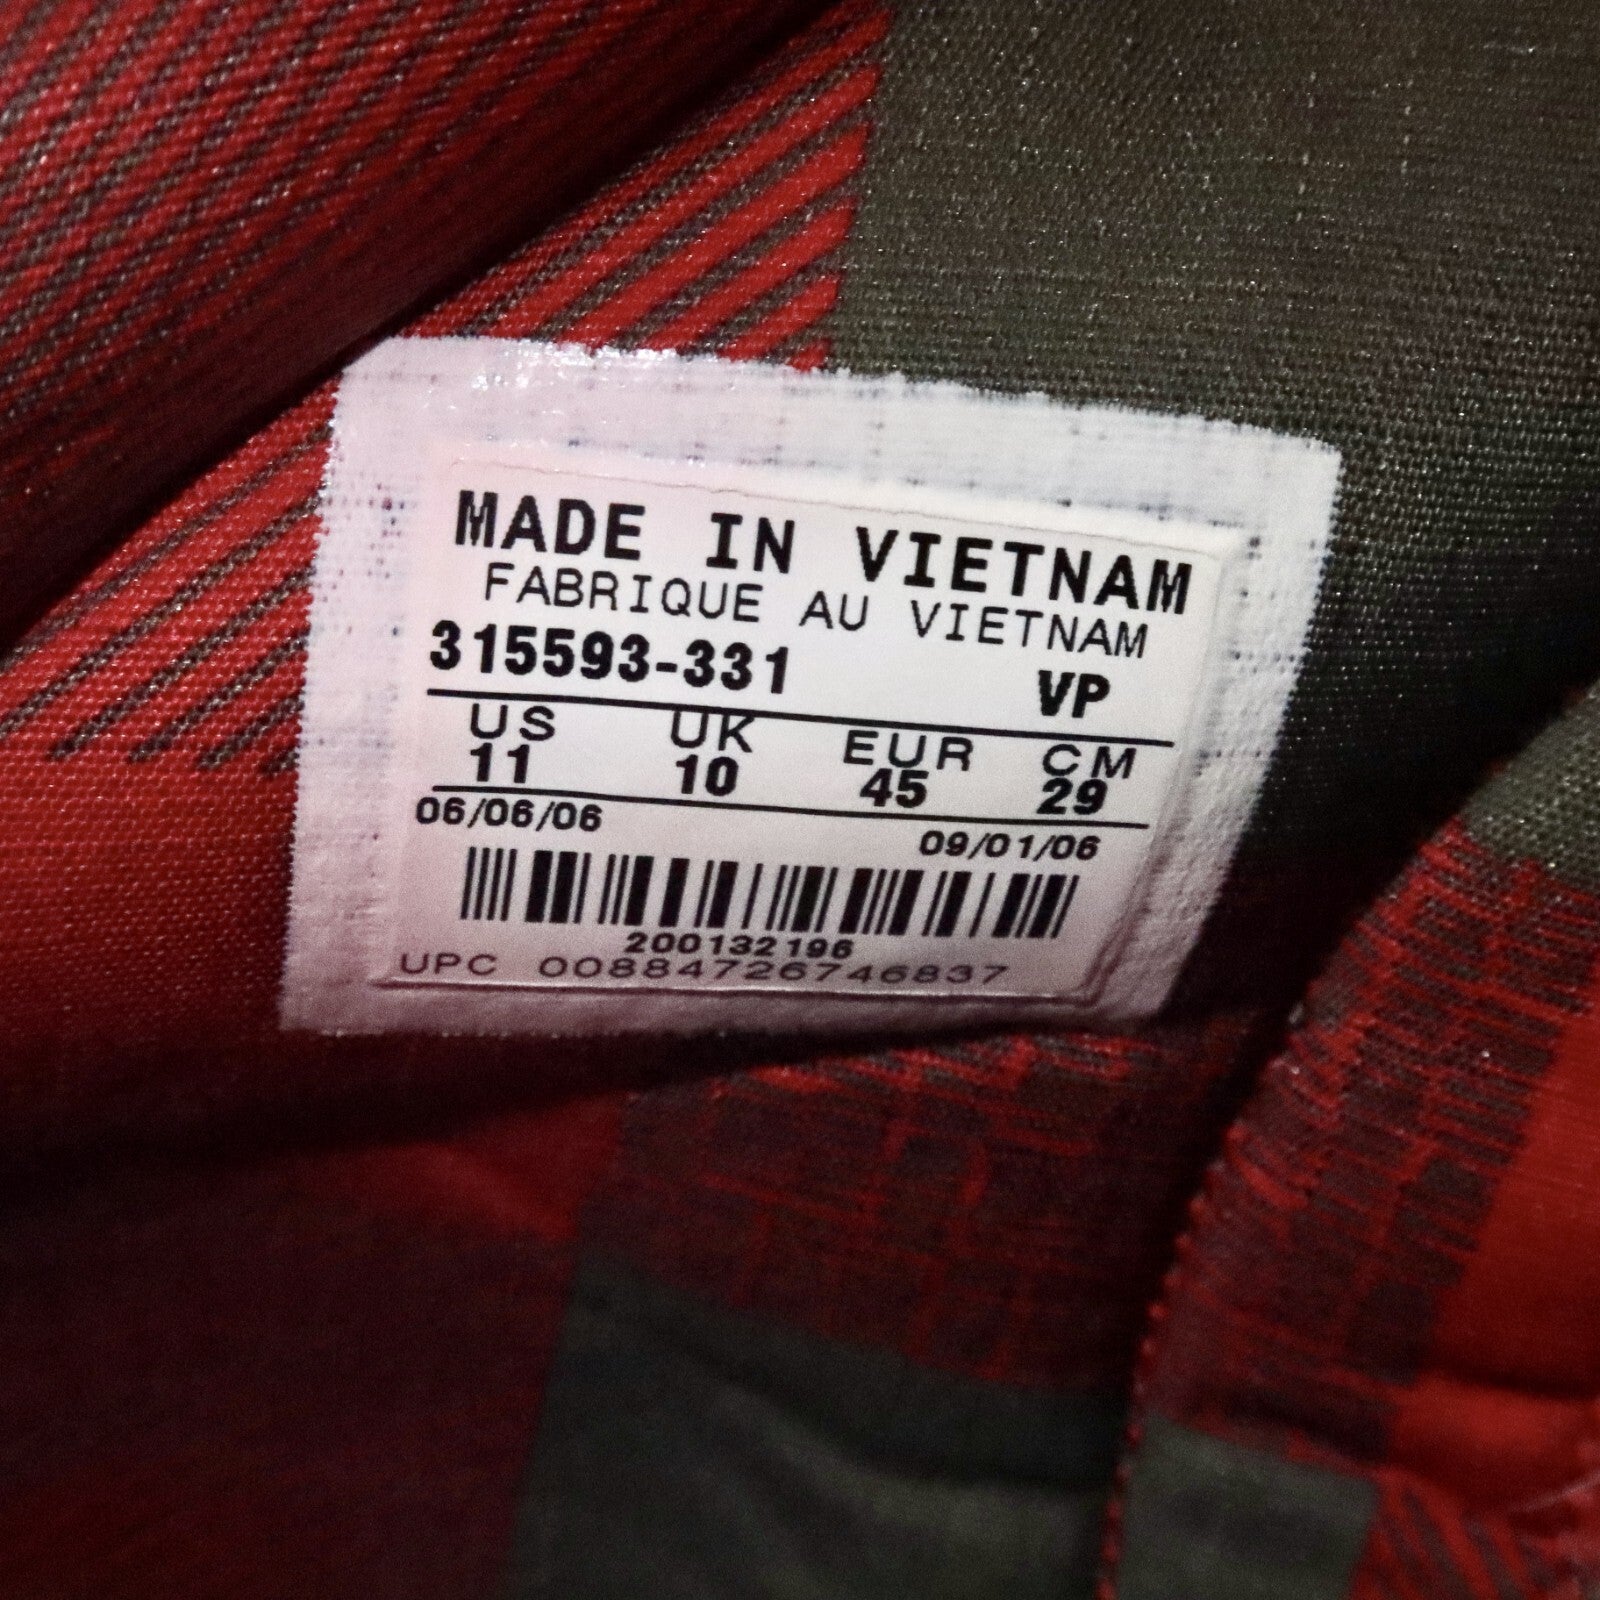 MADE IN VIETNAM
FABRIQUE AU VIETNAM
315593-331 VP
US UK EUR CM
11 10 45 29
06/06/06 09/01/06
200132196
UPC 00884726746837